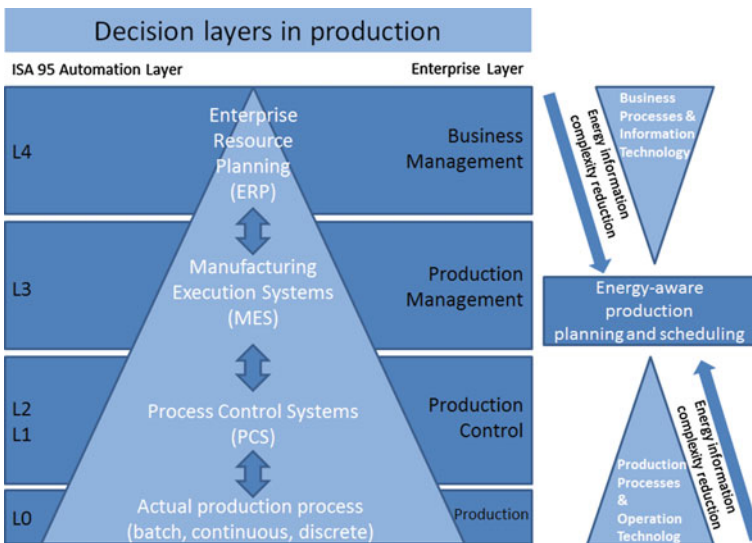 Decision layers in production
ISA 95 Automation Layer
Enterprise Layer
L4
Enterprise
Resource
Planning
(ERP)
Business
Management
L3
Manufacturing
Execution Systems
(MES)
Production
Management
L2
L1
Process Control Systems
(PCS)
Production
Control
L0
Actual production process
(batch, continuous, discrete)
Production
Energy information
complexity reduction
Business
Processes &
Information
Technology
Energy-aware
production
planning and scheduling
Production
Processes
&
Operation
Technolog
Energy information
complexity reduction